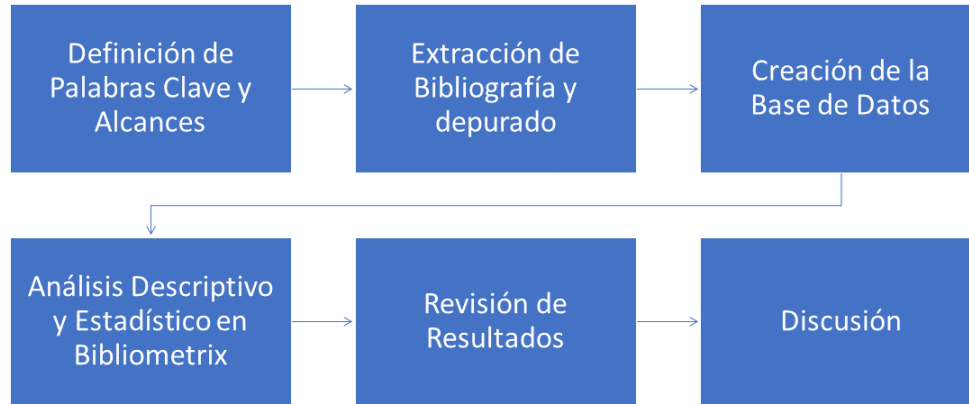 Definición de
Palabras Clave y
Alcances
Extracción de
Bibliografía y
depurado
Creación de la
Base de Datos
Análisis Descriptivo
y Estadístico en
Bibliometrix
Revisión de
Resultados
Discusión